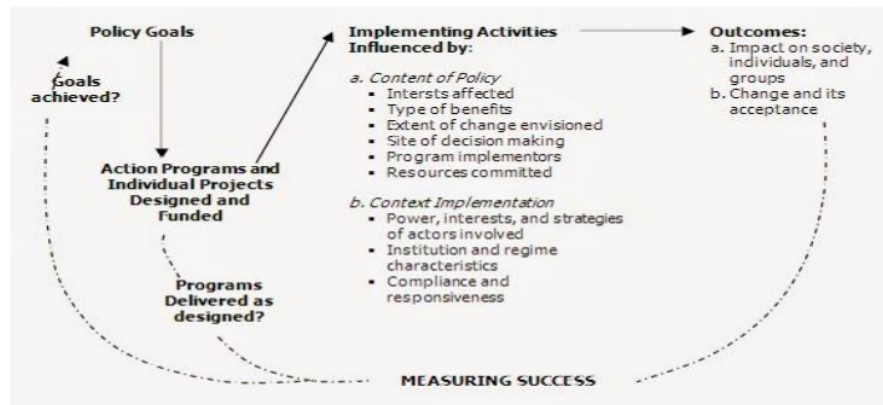 Policy Goals
Goals
achieved?
Action Programs and
Individual Projects
Designed and
Funded
Programs
Delivered as
designed?
Implementing Activities
Influenced by:
a. Content of Policy
▪ Intersts affected
▪ Type of benefits
▪ Extent of change envisioned
▪ Site of decision making
▪ Program implementors
▪ Resources committed
b. Context Implementation
▪ Power, interests, and strategies
of actors involved
▪ Institution and regime
characteristics
▪ Compliance and
responsiveness
Outcomes:
a. Impact on society,
individuals, and
groups
b. Change and its
acceptance
MEASURING SUCCESS